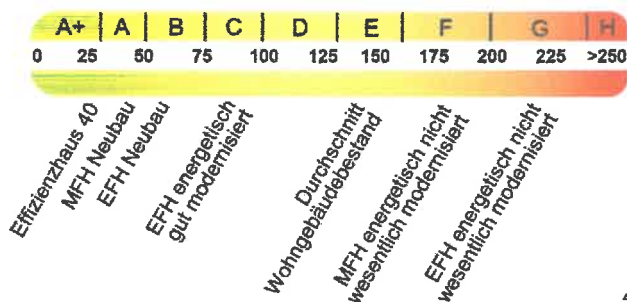 A+ A B C D E F G H
0 25 50 75 100 125 150 175 200 225 >250
Effizienzhaus 40
MFH Neubau
EFH Neubau
EFH energetisch
gut modernisiert
Durchschnitt
Wohngebäudebestand
MFH energetisch nicht
wesentlich modernisiert
EFH energetisch nicht
wesentlich modernisiert